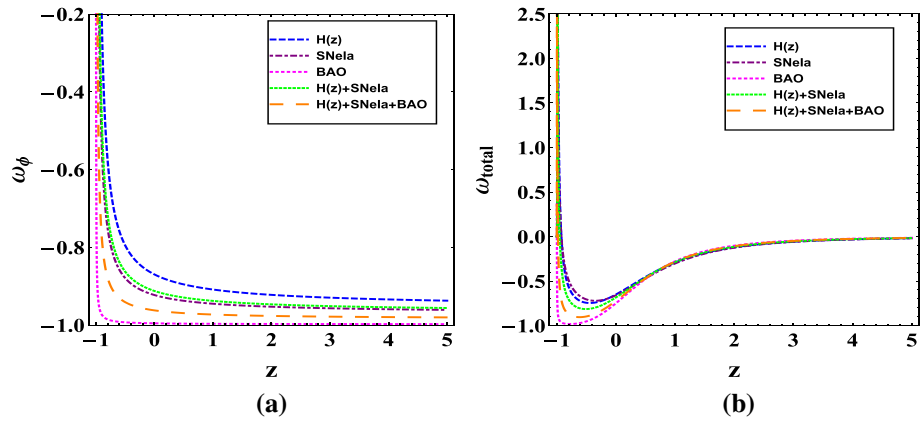 −0.2
−0.4
−0.6
−0.8
−1.0
ωϕ
H(z)
SNeIa
BAO
H(z)+SNeIa
H(z)+SNeIa+BAO
−1 0 1 2 3 4 5
z
(a)
2.5
2.0
1.5
1.0
0.5
0.0
−0.5
−1.0
ωtotal
H(z)
SNeIa
BAO
H(z)+SNeIa
H(z)+SNeIa+BAO
−1 0 1 2 3 4 5
z
(b)